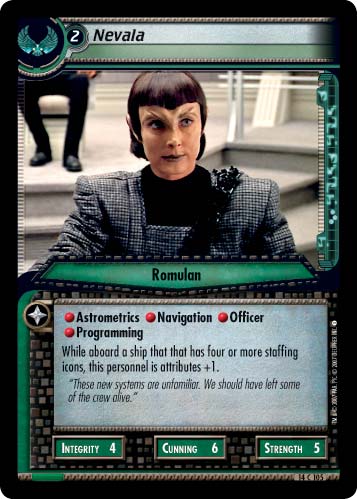 2 Nevala
Romulan
Astrometrics Navigation Officer
Programming
While aboard a ship that that has four or more staffing
icons, this personnel is attributes +1.
"These new systems are unfamiliar. We should have left some
of the crew alive."
INTEGRITY 4 CUNNING 6 STRENGTH 5
14 C 105